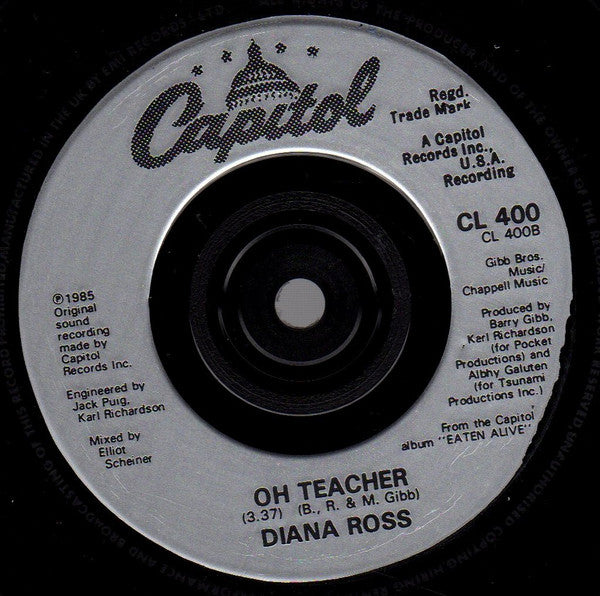 Capitol
Regd.
Trade Mark
A Capitol
Records Inc.,
U.S.A.
Recording
CL 400
CL 400B
Gibb Bros.
Music/
Chappell Music
Produced by
Barry Gibb,
Karl Richardson
(for Pocket
Productions) and
Albhy Galuten
(for Tsunami
Productions Inc.)
From the Capitol
album "EATEN ALIVE"
℗1985
Original
sound
recording
made by
Capitol
Records Inc.
Engineered by
Jack Puig,
Karl Richardson
Mixed by
Elliot
Scheiner
OH TEACHER
(3.37) (B., R. & M. Gibb)
DIANA ROSS